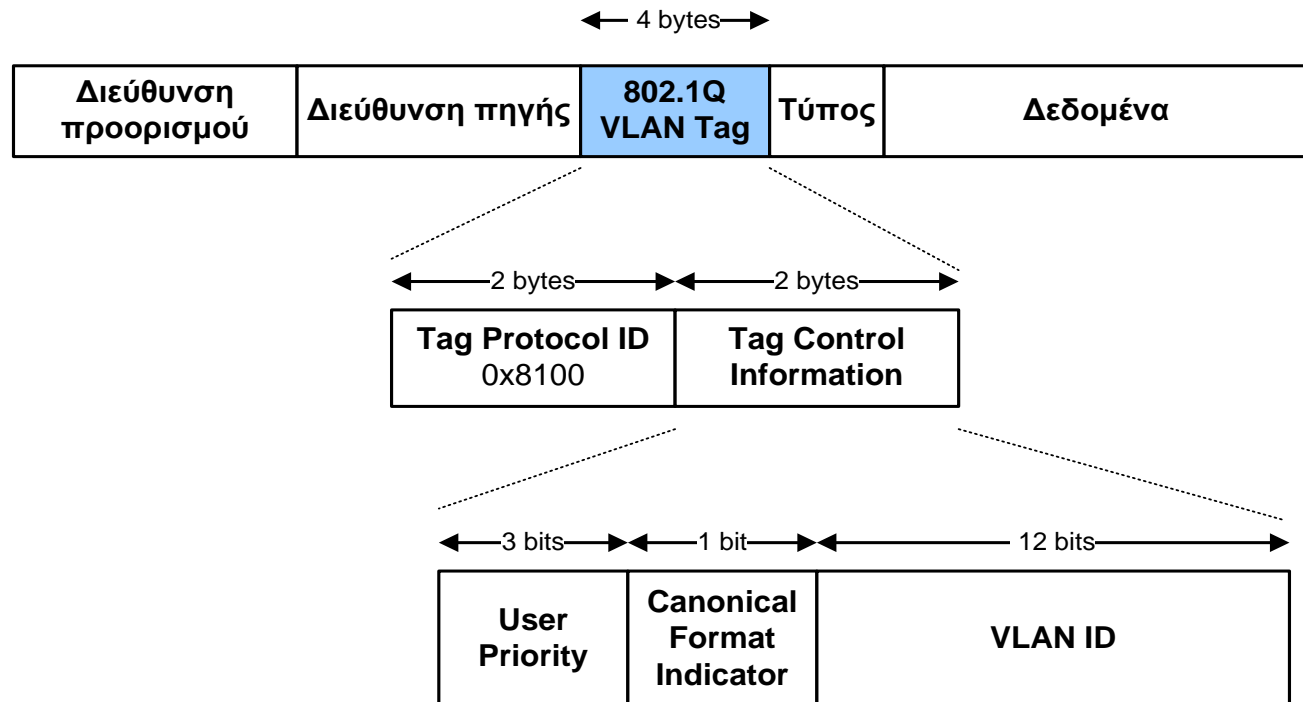 4 bytes
Διεύθυνση
προορισμού
Διεύθυνση πηγής
802.1Q
VLAN Tag
Τύπος
Δεδομένα
2 bytes
2 bytes
Tag Protocol ID
0x8100
Tag Control
Information
3 bits
1 bit
12 bits
User
Priority
Canonical
Format
Indicator
VLAN ID